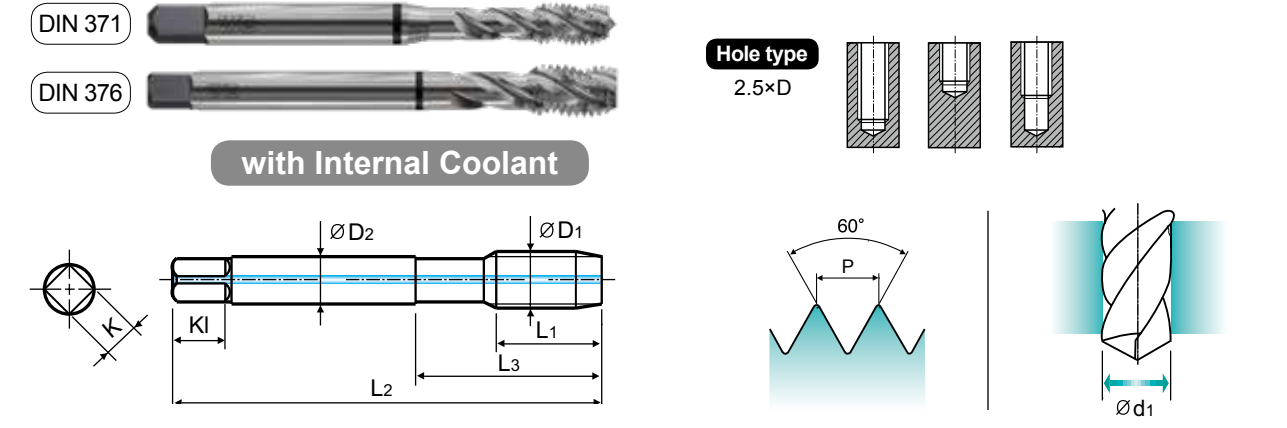 DIN 371
DIN 376
with Internal Coolant
Hole type
2.5×D
ØD2
ØD1
K
Kl
L1
L3
L2
60°
P
Ød1